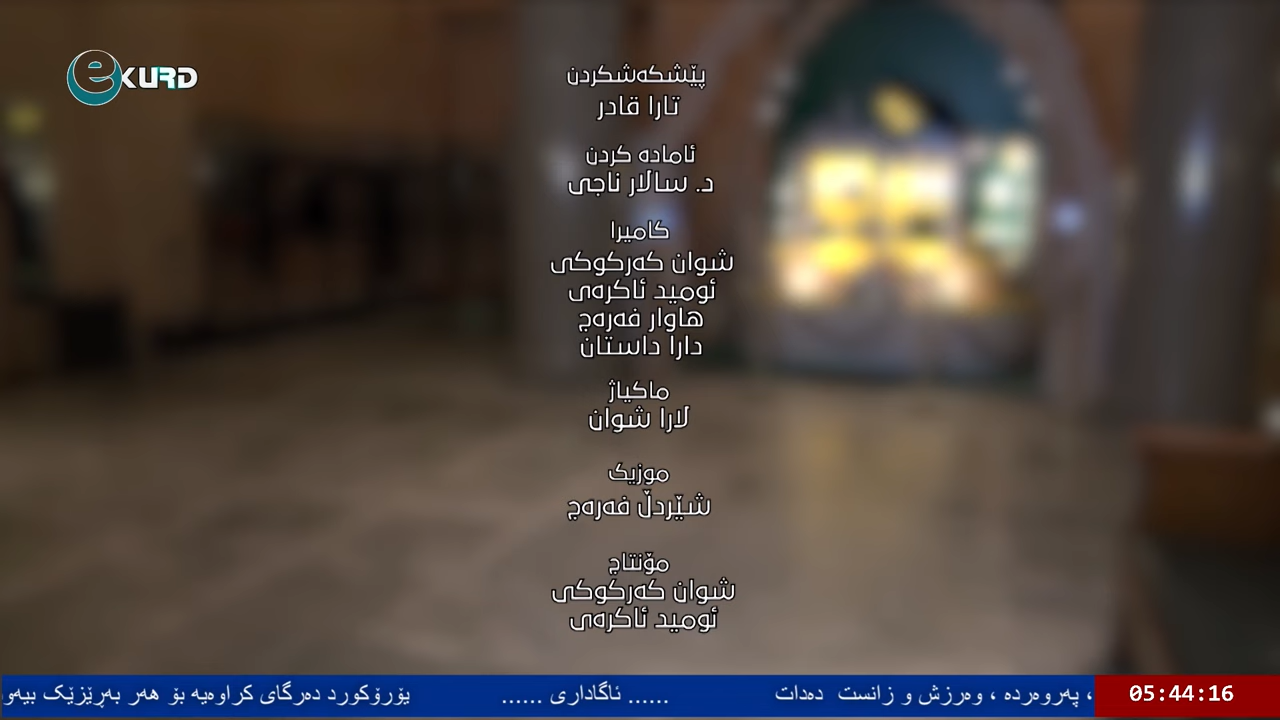 eKURD
پێشکەشکردن
تارا قادر
ئامادە کردن
د. سالار ناجی
کامیرا
شوان کەرکوکی
ئومید ئاکرەی
هاوار فەرەج
دارا داستان
ماکیاژ
لارا شوان
موزیک
شێردڵ فەرەج
مۆنتاج
شوان کەرکوکی
ئومید ئاکرەی
، پەروەردە ، وەرزش و زانست دەدات ...... ئاگاداری ...... یۆرۆکورد دەرگای کراوەیە بۆ هەر بەڕێزێک
05:44:16